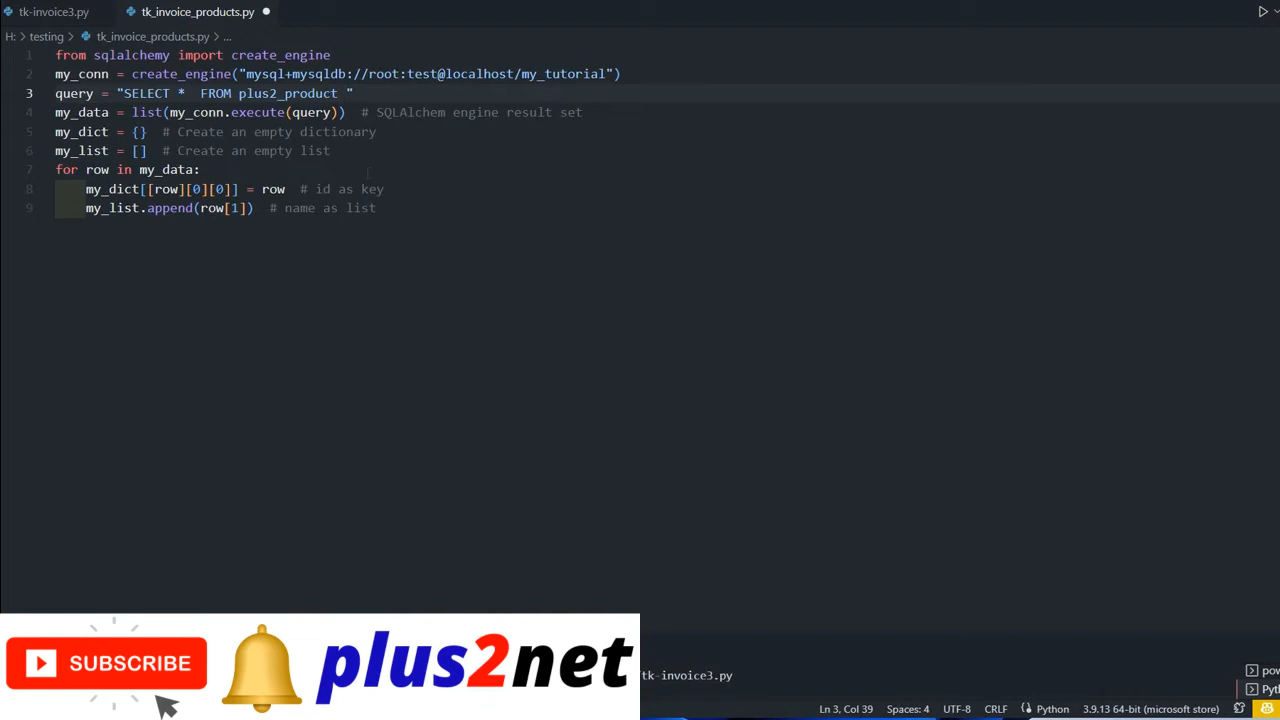 tk-invoice3.py tk_invoice_products.py
H: > testing > tk_invoice_products.py > ...
1 from sqlalchemy import create_engine
2 my_conn = create_engine("mysql+mysqldb://root:test@localhost/my_tutorial")
3 query = "SELECT *  FROM plus2_product "
4 my_data = list(my_conn.execute(query))  # SQLAlchem engine result set
5 my_dict = {}  # Create an empty dictionary
6 my_list = []  # Create an empty list
7 for row in my_data:
8     my_dict[[row][0][0]] = row  # id as key
9     my_list.append(row[1])  # name as list
SUBSCRIBE plus2net
tk-invoice3.py
Ln 3, Col 39 Spaces: 4 UTF-8 CRLF Python 3.9.13 64-bit (microsoft store)